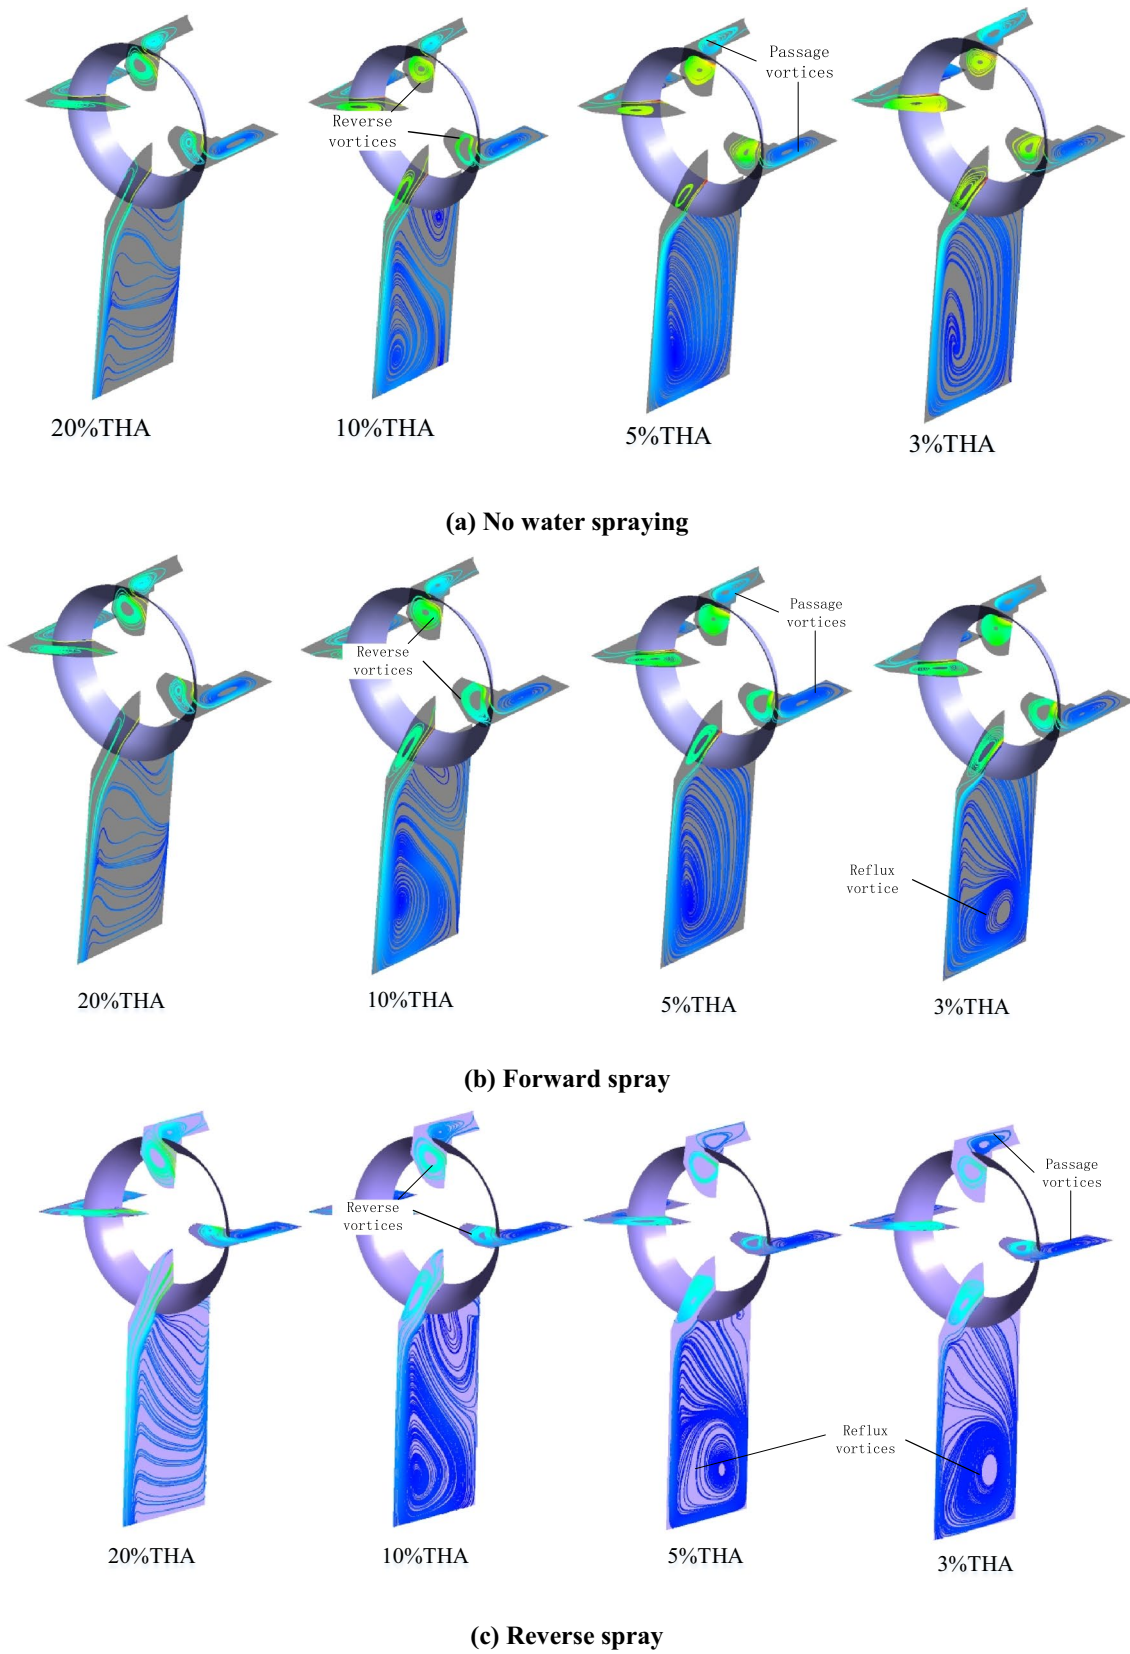 Passage
vortices
Reverse
vortices
20%THA
10%THA
5%THA
3%THA
(a) No water spraying
Passage
vortices
Reverse
vortices
Reflux
vortice
20%THA
10%THA
5%THA
3%THA
(b) Forward spray
Passage
vortices
Reverse
vortices
Reflux
vortices
20%THA
10%THA
5%THA
3%THA
(c) Reverse spray